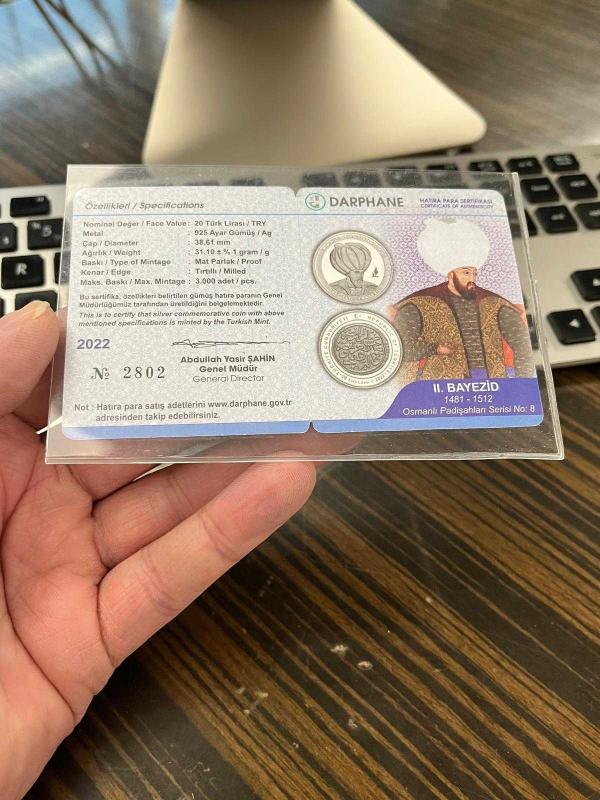 Özellikleri / Specifications
Nominal Değer / Face Value : 20 Türk Lirası / TRY
Metal : 925 Ayar Gümüş / Ag
Çap / Diameter : 38,61 mm
Ağırlık / Weight : 31,10 ± % 1 gram / g
Baskı / Type of Mintage : Mat Parlak / Proof
Kenar / Edge : Tırtıllı / Milled
Maks. Baskı / Max. Mintage : 3.000 adet / pcs.
Bu sertifika, özellikleri belirtilen gümüş hatıra paranın Genel
Müdürlüğümüz tarafından üretildiğini belgelemektedir.
This is to certify that silver commemorative coin with above
mentioned specifications is minted by the Turkish Mint.
2022
№ 2802
Abdullah Yasir ŞAHİN
Genel Müdür
General Director
Not : Hatıra para satış adetlerini www.darphane.gov.tr
adresinden takip edebilirsiniz.
DARPHANE
HATIRA PARA SERTİFİKASI
CERTIFICATE OF AUTHENTICITY
II. BAYEZİD
1481 - 1512
Osmanlı Padişahları Serisi No: 8